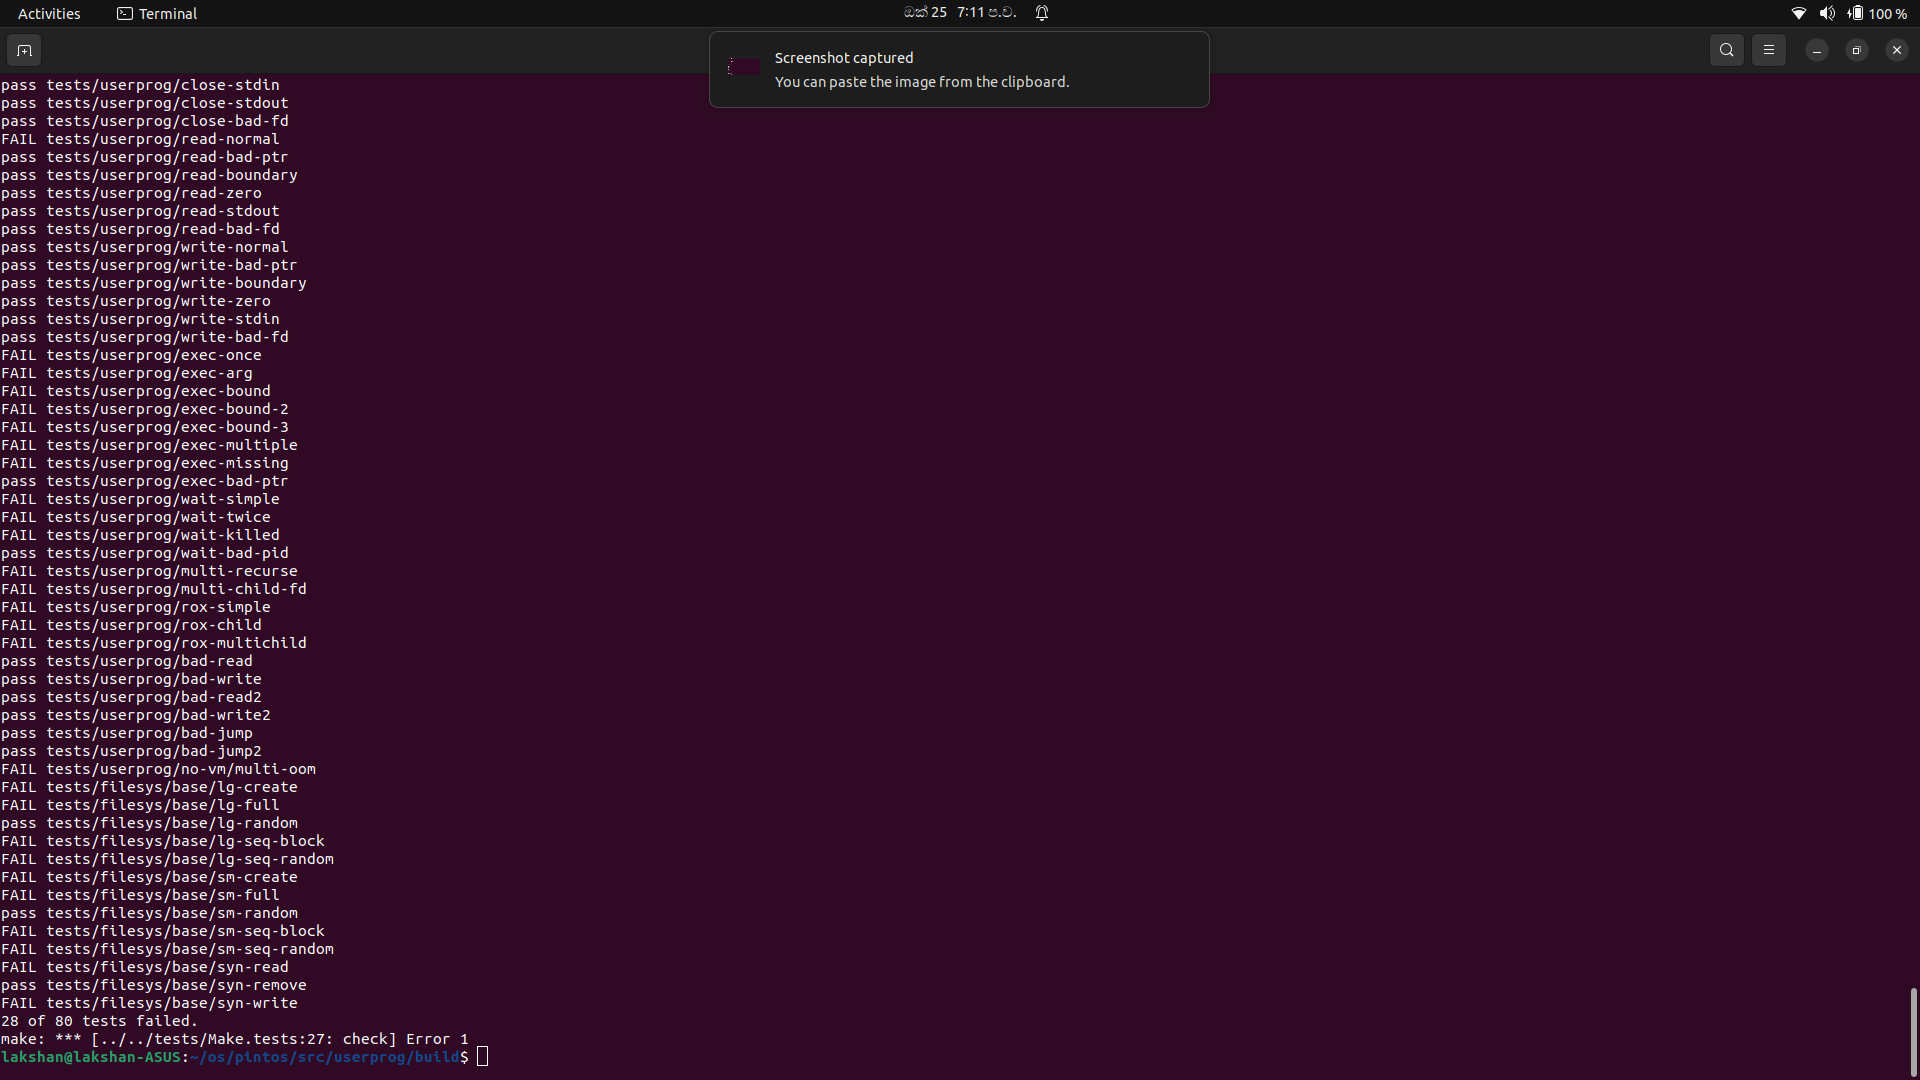 Activities Terminal ඔක් 25 7:11 ප.ව. 100 %
Screenshot captured
You can paste the image from the clipboard.
pass tests/userprog/close-stdin
pass tests/userprog/close-stdout
pass tests/userprog/close-bad-fd
FAIL tests/userprog/read-normal
pass tests/userprog/read-bad-ptr
pass tests/userprog/read-boundary
pass tests/userprog/read-zero
pass tests/userprog/read-stdout
pass tests/userprog/read-bad-fd
pass tests/userprog/write-normal
pass tests/userprog/write-bad-ptr
pass tests/userprog/write-boundary
pass tests/userprog/write-zero
pass tests/userprog/write-stdin
pass tests/userprog/write-bad-fd
FAIL tests/userprog/exec-once
FAIL tests/userprog/exec-arg
FAIL tests/userprog/exec-bound
FAIL tests/userprog/exec-bound-2
FAIL tests/userprog/exec-bound-3
FAIL tests/userprog/exec-multiple
FAIL tests/userprog/exec-missing
pass tests/userprog/exec-bad-ptr
FAIL tests/userprog/wait-simple
FAIL tests/userprog/wait-twice
FAIL tests/userprog/wait-killed
pass tests/userprog/wait-bad-pid
FAIL tests/userprog/multi-recurse
FAIL tests/userprog/multi-child-fd
FAIL tests/userprog/rox-simple
FAIL tests/userprog/rox-child
FAIL tests/userprog/rox-multichild
pass tests/userprog/bad-read
pass tests/userprog/bad-write
pass tests/userprog/bad-read2
pass tests/userprog/bad-write2
pass tests/userprog/bad-jump
pass tests/userprog/bad-jump2
FAIL tests/userprog/no-vm/multi-oom
FAIL tests/filesys/base/lg-create
FAIL tests/filesys/base/lg-full
pass tests/filesys/base/lg-random
FAIL tests/filesys/base/lg-seq-block
FAIL tests/filesys/base/lg-seq-random
FAIL tests/filesys/base/sm-create
FAIL tests/filesys/base/sm-full
pass tests/filesys/base/sm-random
FAIL tests/filesys/base/sm-seq-block
FAIL tests/filesys/base/sm-seq-random
FAIL tests/filesys/base/syn-read
pass tests/filesys/base/syn-remove
FAIL tests/filesys/base/syn-write
28 of 80 tests failed.
make: *** [../../tests/Make.tests:27: check] Error 1
lakshan@lakshan-ASUS:~/os/pintos/src/userprog/build$